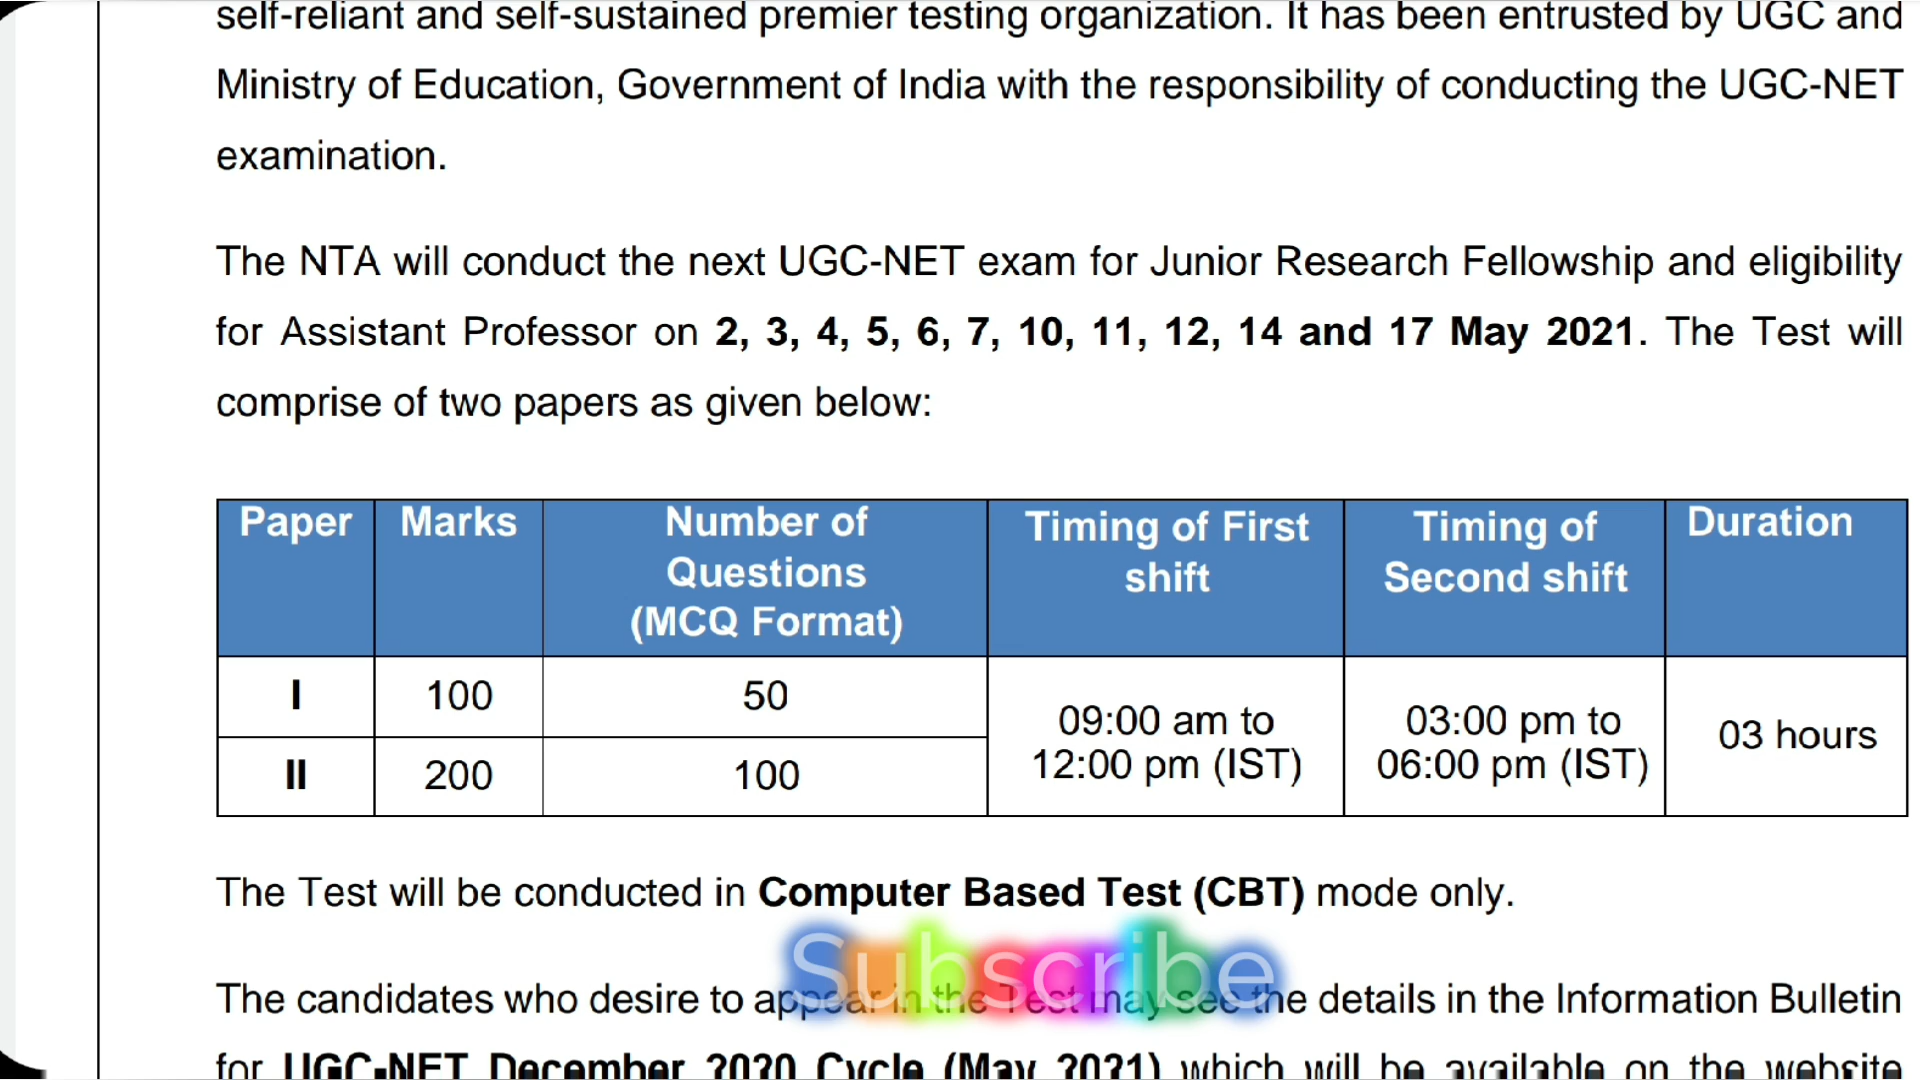 self-reliant and self-sustained premier testing organization. It has been entrusted by UGC and
Ministry of Education, Government of India with the responsibility of conducting the UGC-NET
examination.
The NTA will conduct the next UGC-NET exam for Junior Research Fellowship and eligibility
for Assistant Professor on 2, 3, 4, 5, 6, 7, 10, 11, 12, 14 and 17 May 2021. The Test will
comprise of two papers as given below:
Paper Marks Number of Questions (MCQ Format) Timing of First shift Timing of Second shift Duration
I 100 50 09:00 am to 12:00 pm (IST) 03:00 pm to 06:00 pm (IST) 03 hours
II 200 100
The Test will be conducted in Computer Based Test (CBT) mode only.
Subscribe
The candidates who desire to appear in the Test may see the details in the Information Bulletin
for UGC-NET December 2020 Cycle (May 2021) which will be available on the website